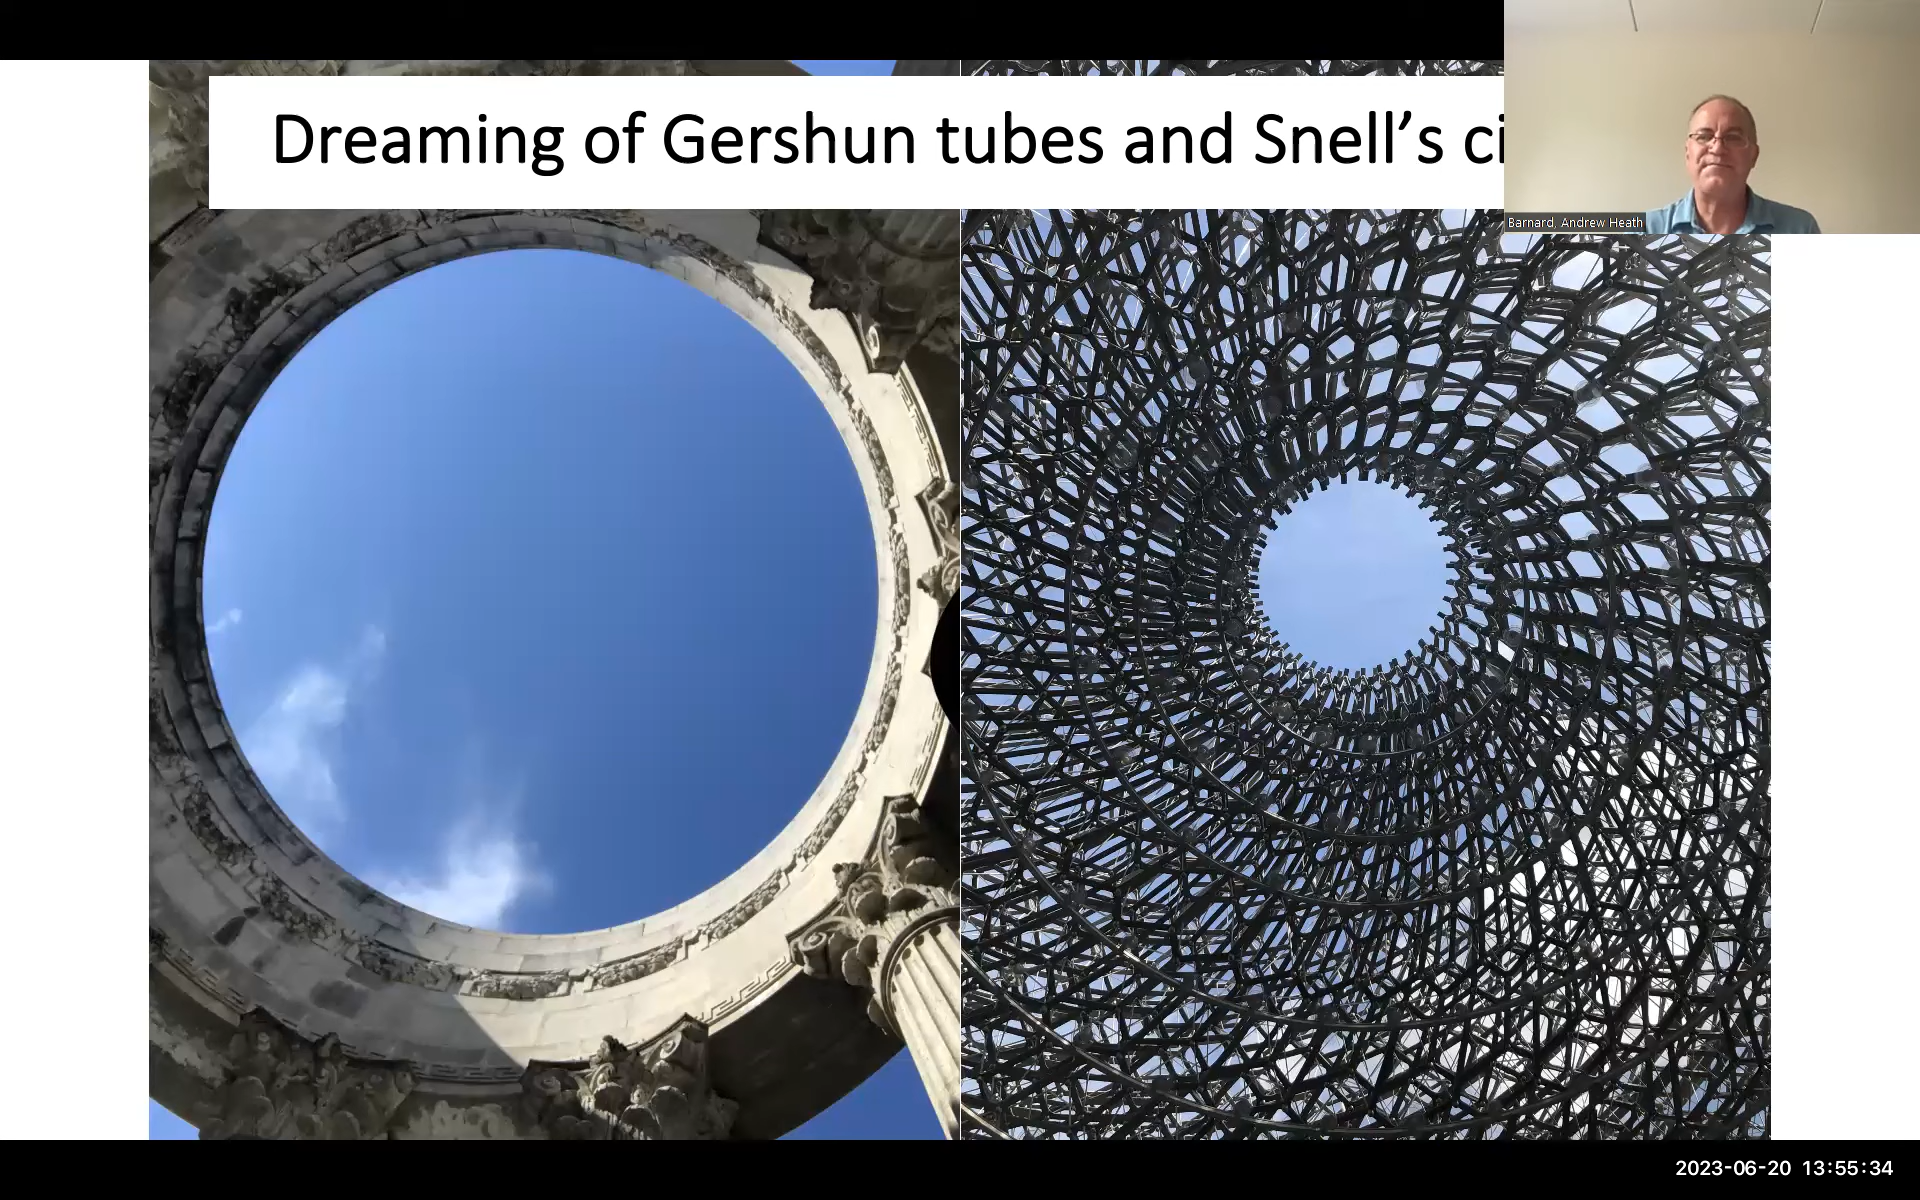 Dreaming of Gershun tubes and Snell’s ci
Barnard, Andrew Heath
2023-06-20 13:55:34